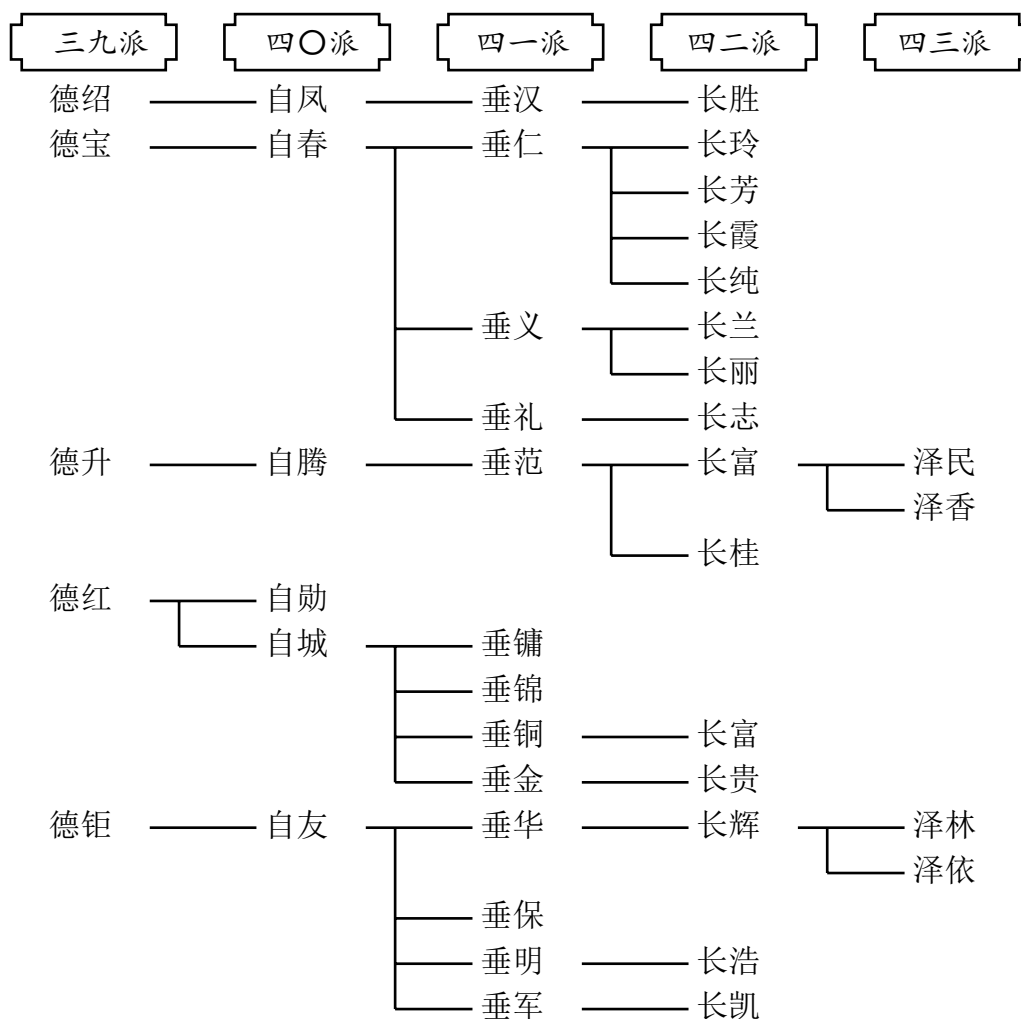 三九派 四〇派 四一派 四二派 四三派
德绍 自凤 垂汉 长胜
德宝 自春 垂仁 长玲
长芳
长霞
长纯
垂义 长兰
长丽
垂礼 长志
德升 自腾 垂范 长富 泽民
泽香
长桂
德红 自勋
自城 垂镛
垂锦
垂铜 长富
垂金 长贵
德钜 自友 垂华 长辉 泽林
泽依
垂保
垂明 长浩
垂军 长凯